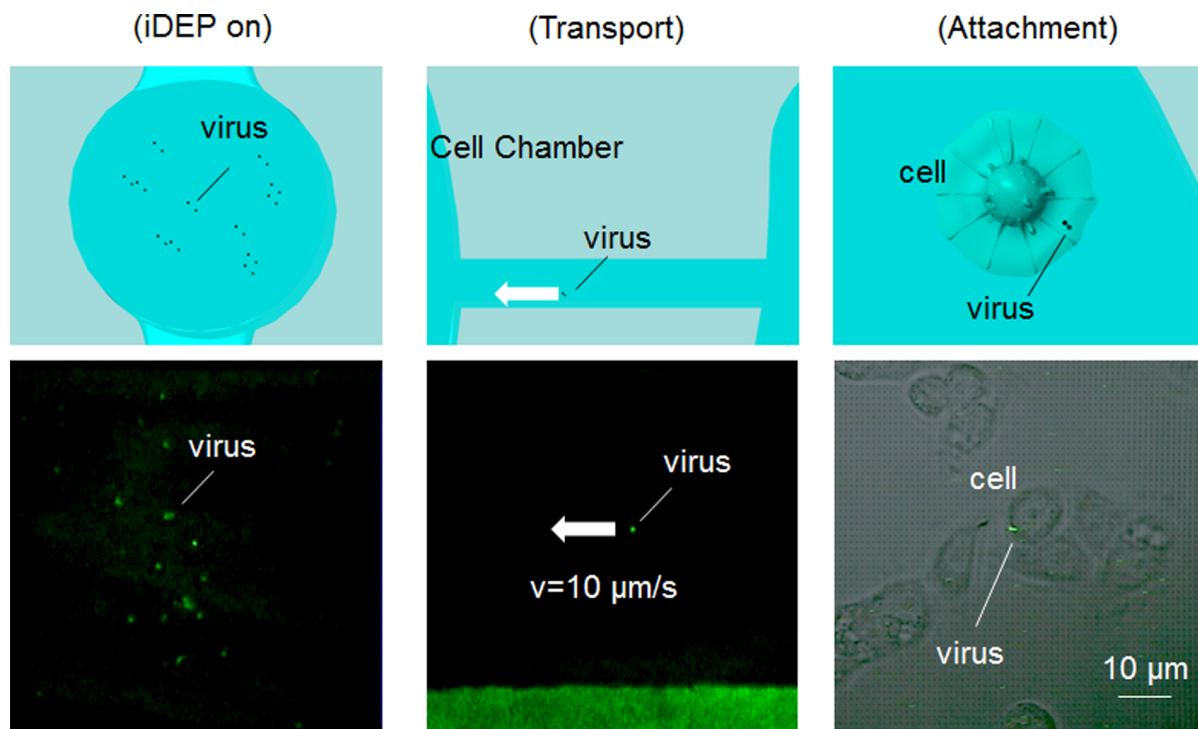 (iDEP on)
(Transport)
(Attachment)
virus
Cell Chamber
virus
cell
virus
virus
virus
v=10 µm/s
cell
virus
10 µm